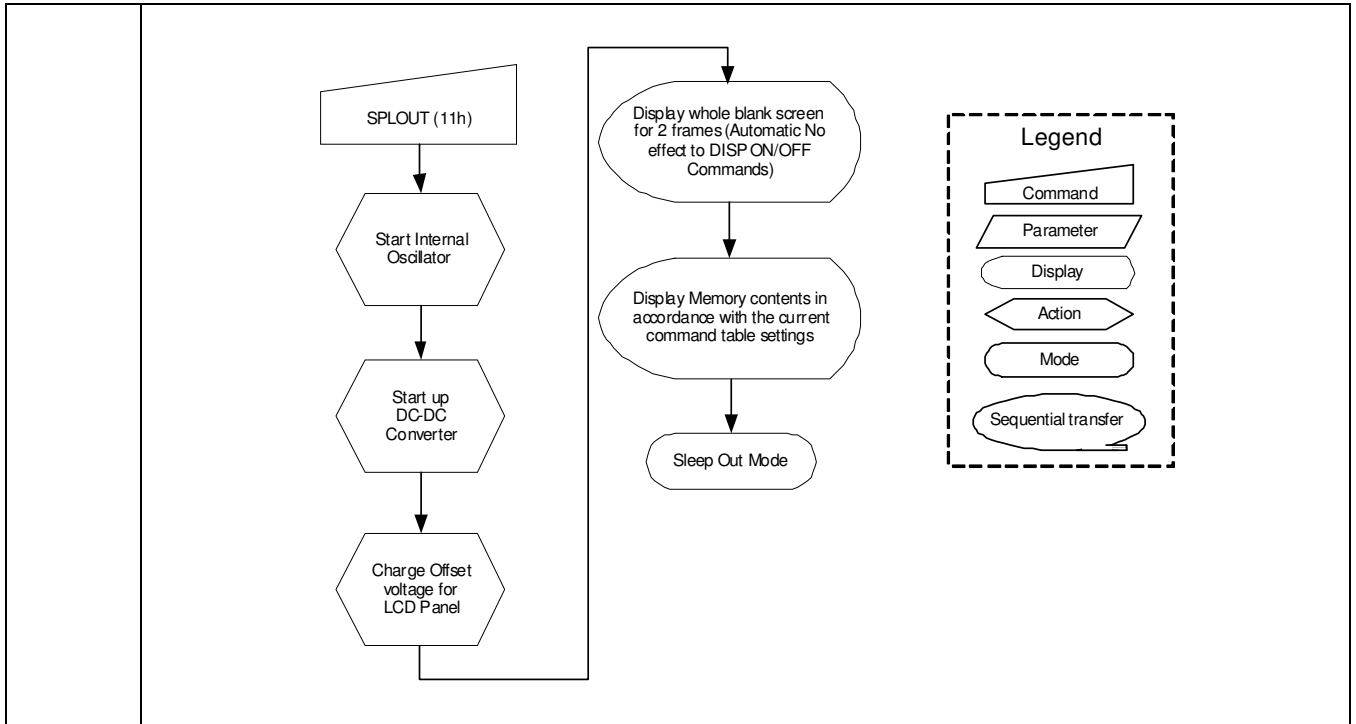 SPLOUT (11h)
Start Internal
Oscillator
Start up
DC-DC
Converter
Charge Offset
voltage for
LCD Panel
Display whole blank screen
for 2 frames (Automatic No
effect to DISP ON/OFF
Commands)
Display Memory contents in
accordance with the current
command table settings
Sleep Out Mode
Legend
Command
Parameter
Display
Action
Mode
Sequential transfer